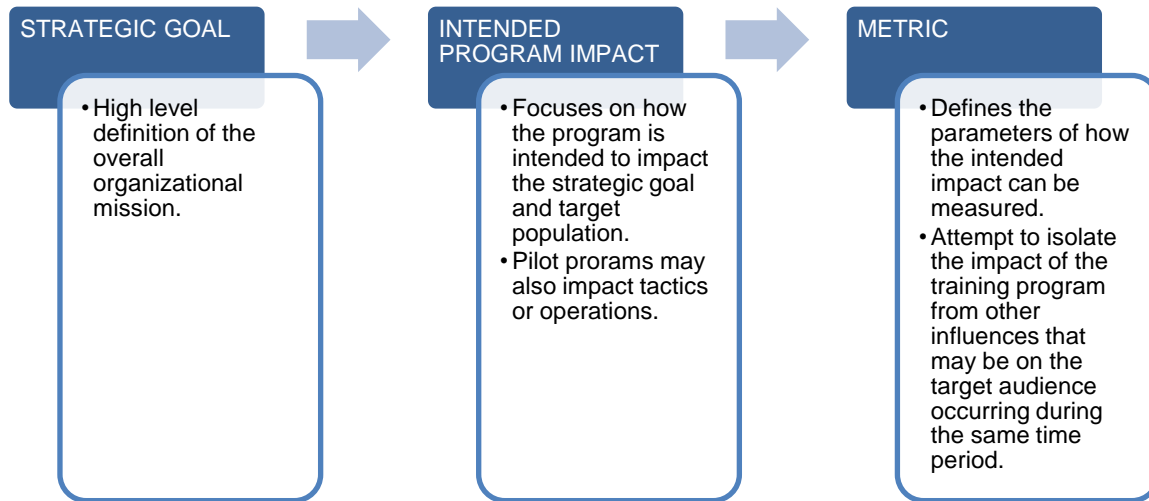 STRATEGIC GOAL
• High level
definition of the
overall
organizational
mission.
INTENDED
PROGRAM IMPACT
• Focuses on how
the program is
intended to impact
the strategic goal
and target
population.
• Pilot prorams may
also impact tactics
or operations.
METRIC
• Defines the
parameters of how
the intended
impact can be
measured.
• Attempt to isolate
the impact of the
training program
from other
influences that
may be on the
target audience
occurring during
the same time
period.